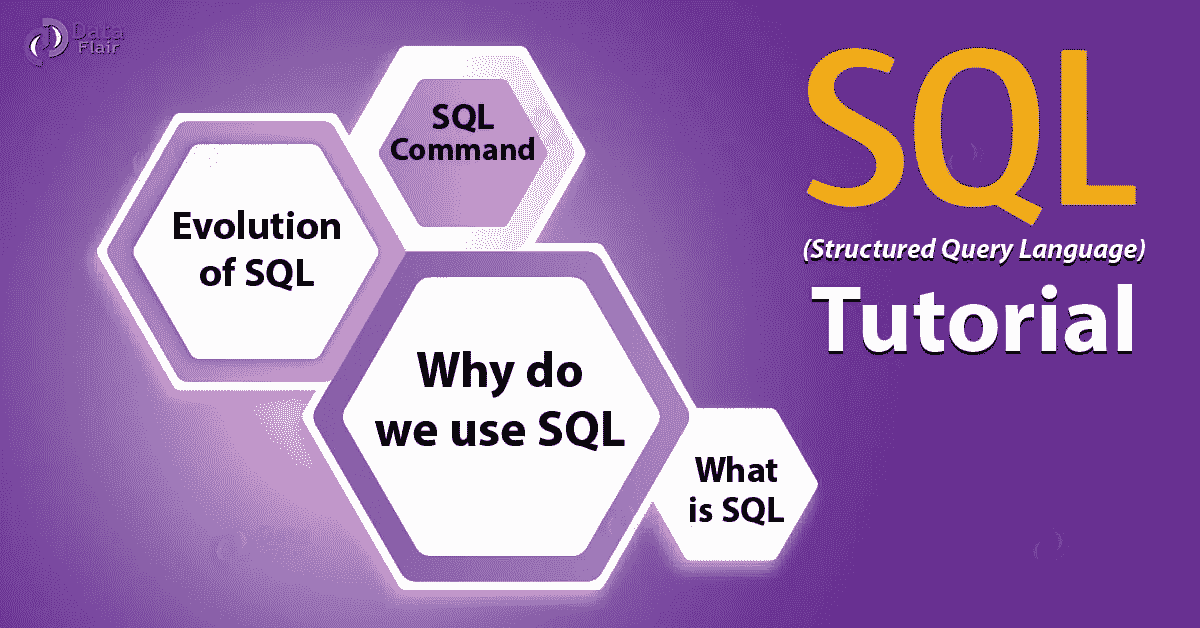 Data
Flair
SQL
Command
Evolution
of SQL
Why do
we use SQL
What
is SQL
SQL
(Structured Query Language)
Tutorial